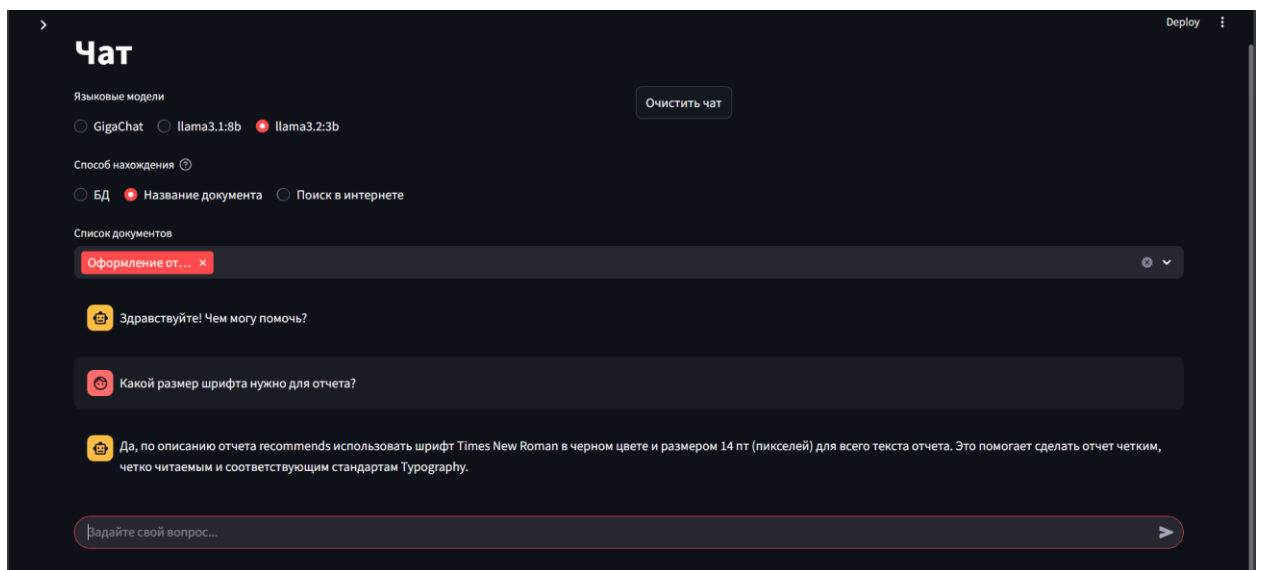 Deploy
Чат
Языковые модели
Очистить чат
GigaChat llama3.1:8b llama3.2:3b
Способ нахождения
БД Название документа Поиск в интернете
Список документов
Оформление от...
Здравствуйте! Чем могу помочь?
Какой размер шрифта нужно для отчета?
Да, по описанию отчета recommends использовать шрифт Times New Roman в черном цвете и размером 14 пт (пикселей) для всего текста отчета. Это помогает сделать отчет четким,
четко читаемым и соответствующим стандартам Typography.
Задайте свой вопрос...